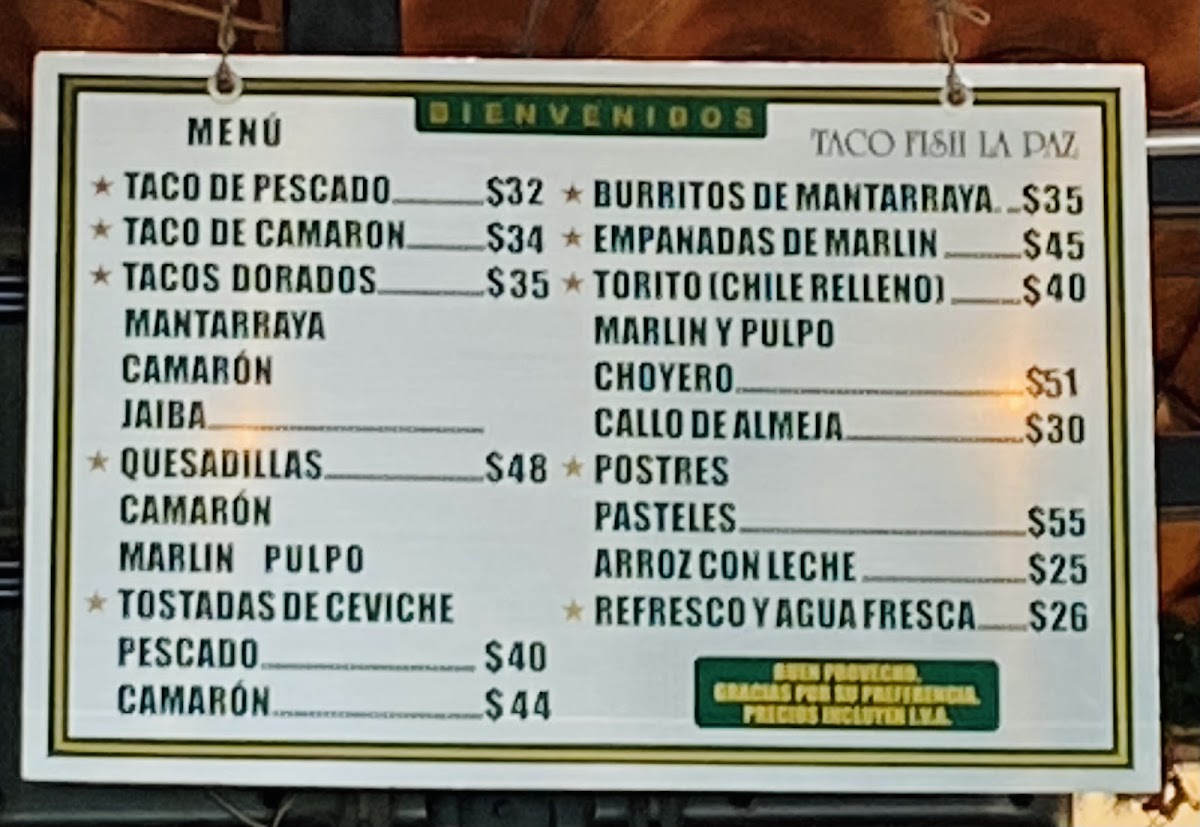 BIENVENIDOS
MENÚ
TACO FISH LA PAZ
TACO DE PESCADO $32
TACO DE CAMARON $34
TACOS DORADOS $35
MANTARRAYA
CAMARÓN
JAIBA
QUESADILLAS $48
CAMARÓN
MARLIN PULPO
TOSTADAS DE CEVICHE
PESCADO $40
CAMARÓN $44
BURRITOS DE MANTARRAYA $35
EMPANADAS DE MARLIN $45
TORITO (CHILE RELLENO) $40
MARLIN Y PULPO
CHOYERO $51
CALLO DE ALMEJA $30
POSTRES
PASTELES $55
ARROZ CON LECHE $25
REFRESCO Y AGUA FRESCA $26
BUEN PROVECHO.
GRACIAS POR SU PREFERENCIA.
PRECIOS INCLUYEN I.V.A.